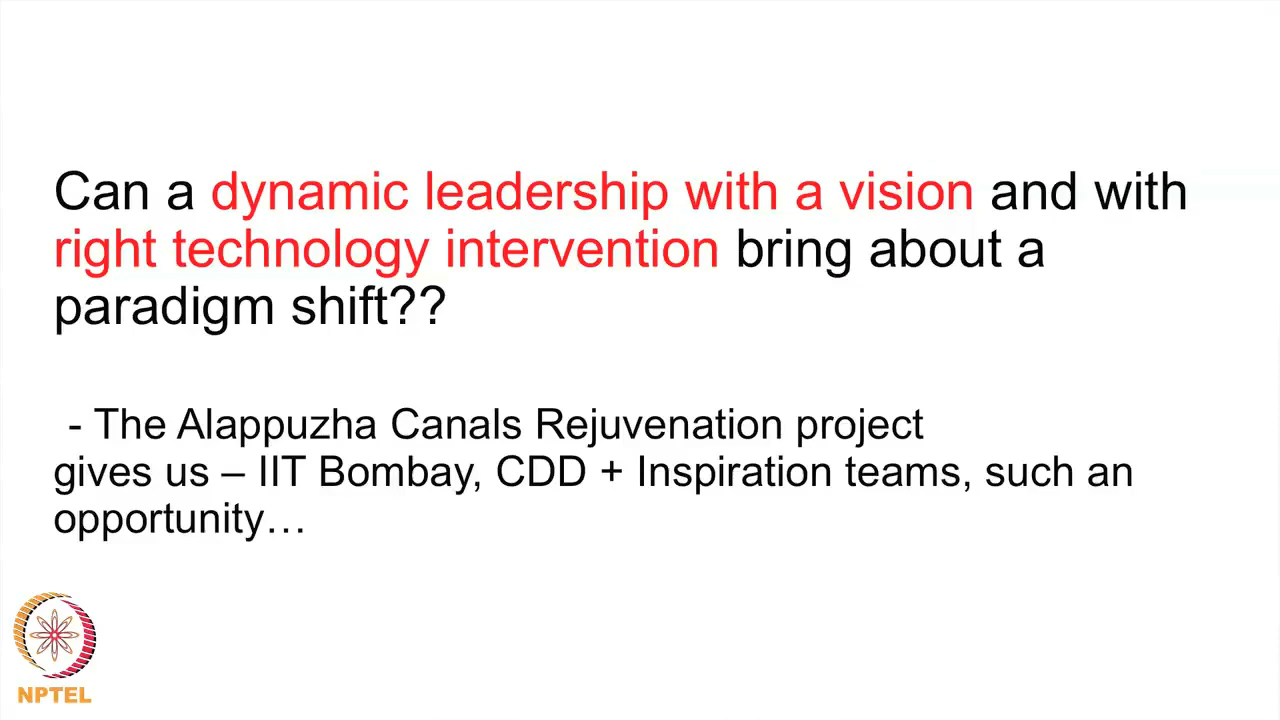 Can a dynamic leadership with a vision and with
right technology intervention bring about a
paradigm shift??
- The Alappuzha Canals Rejuvenation project
gives us – IIT Bombay, CDD + Inspiration teams, such an
opportunity…
NPTEL